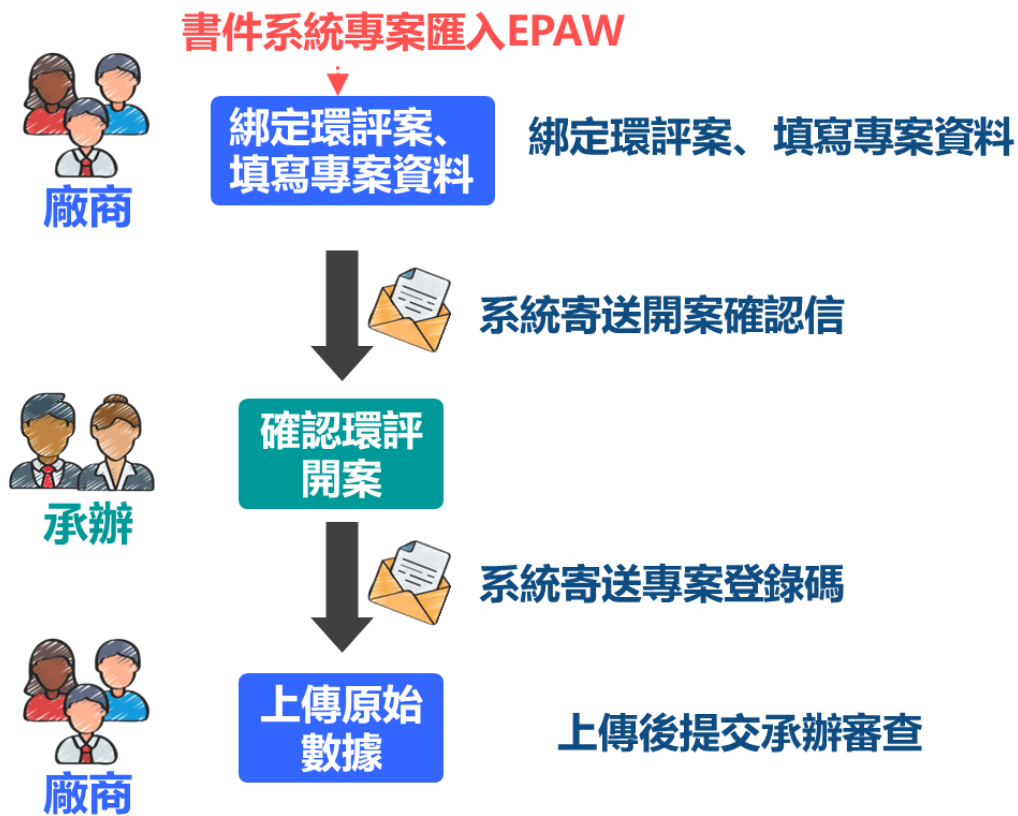 書件系統專案匯入EPAW
綁定環評案、
填寫專案資料
綁定環評案、填寫專案資料
廠商
系統寄送開案確認信
確認環評
開案
承辦
系統寄送專案登錄碼
上傳原始
數據
上傳後提交承辦審查
廠商